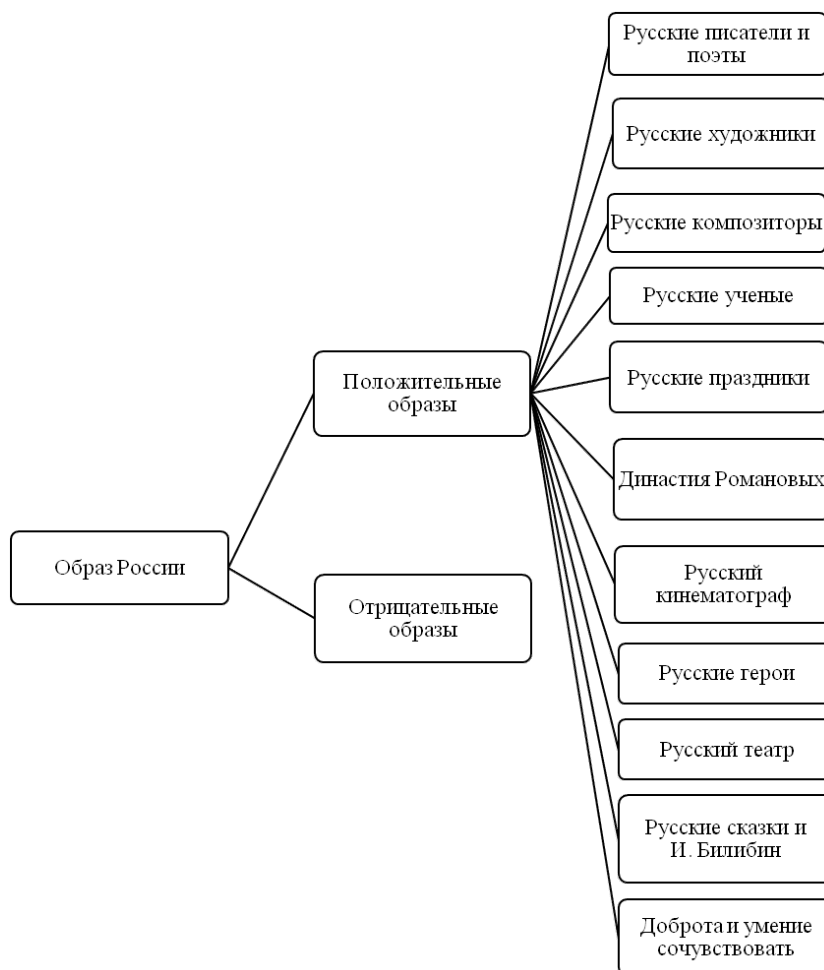 Образ России
Положительные
образы
Отрицательные
образы
Русские писатели и
поэты
Русские художники
Русские композиторы
Русские ученые
Русские праздники
Династия Романовых
Русский
кинематограф
Русские герои
Русский театр
Русские сказки и
И. Билибин
Доброта и умение
сочувствовать